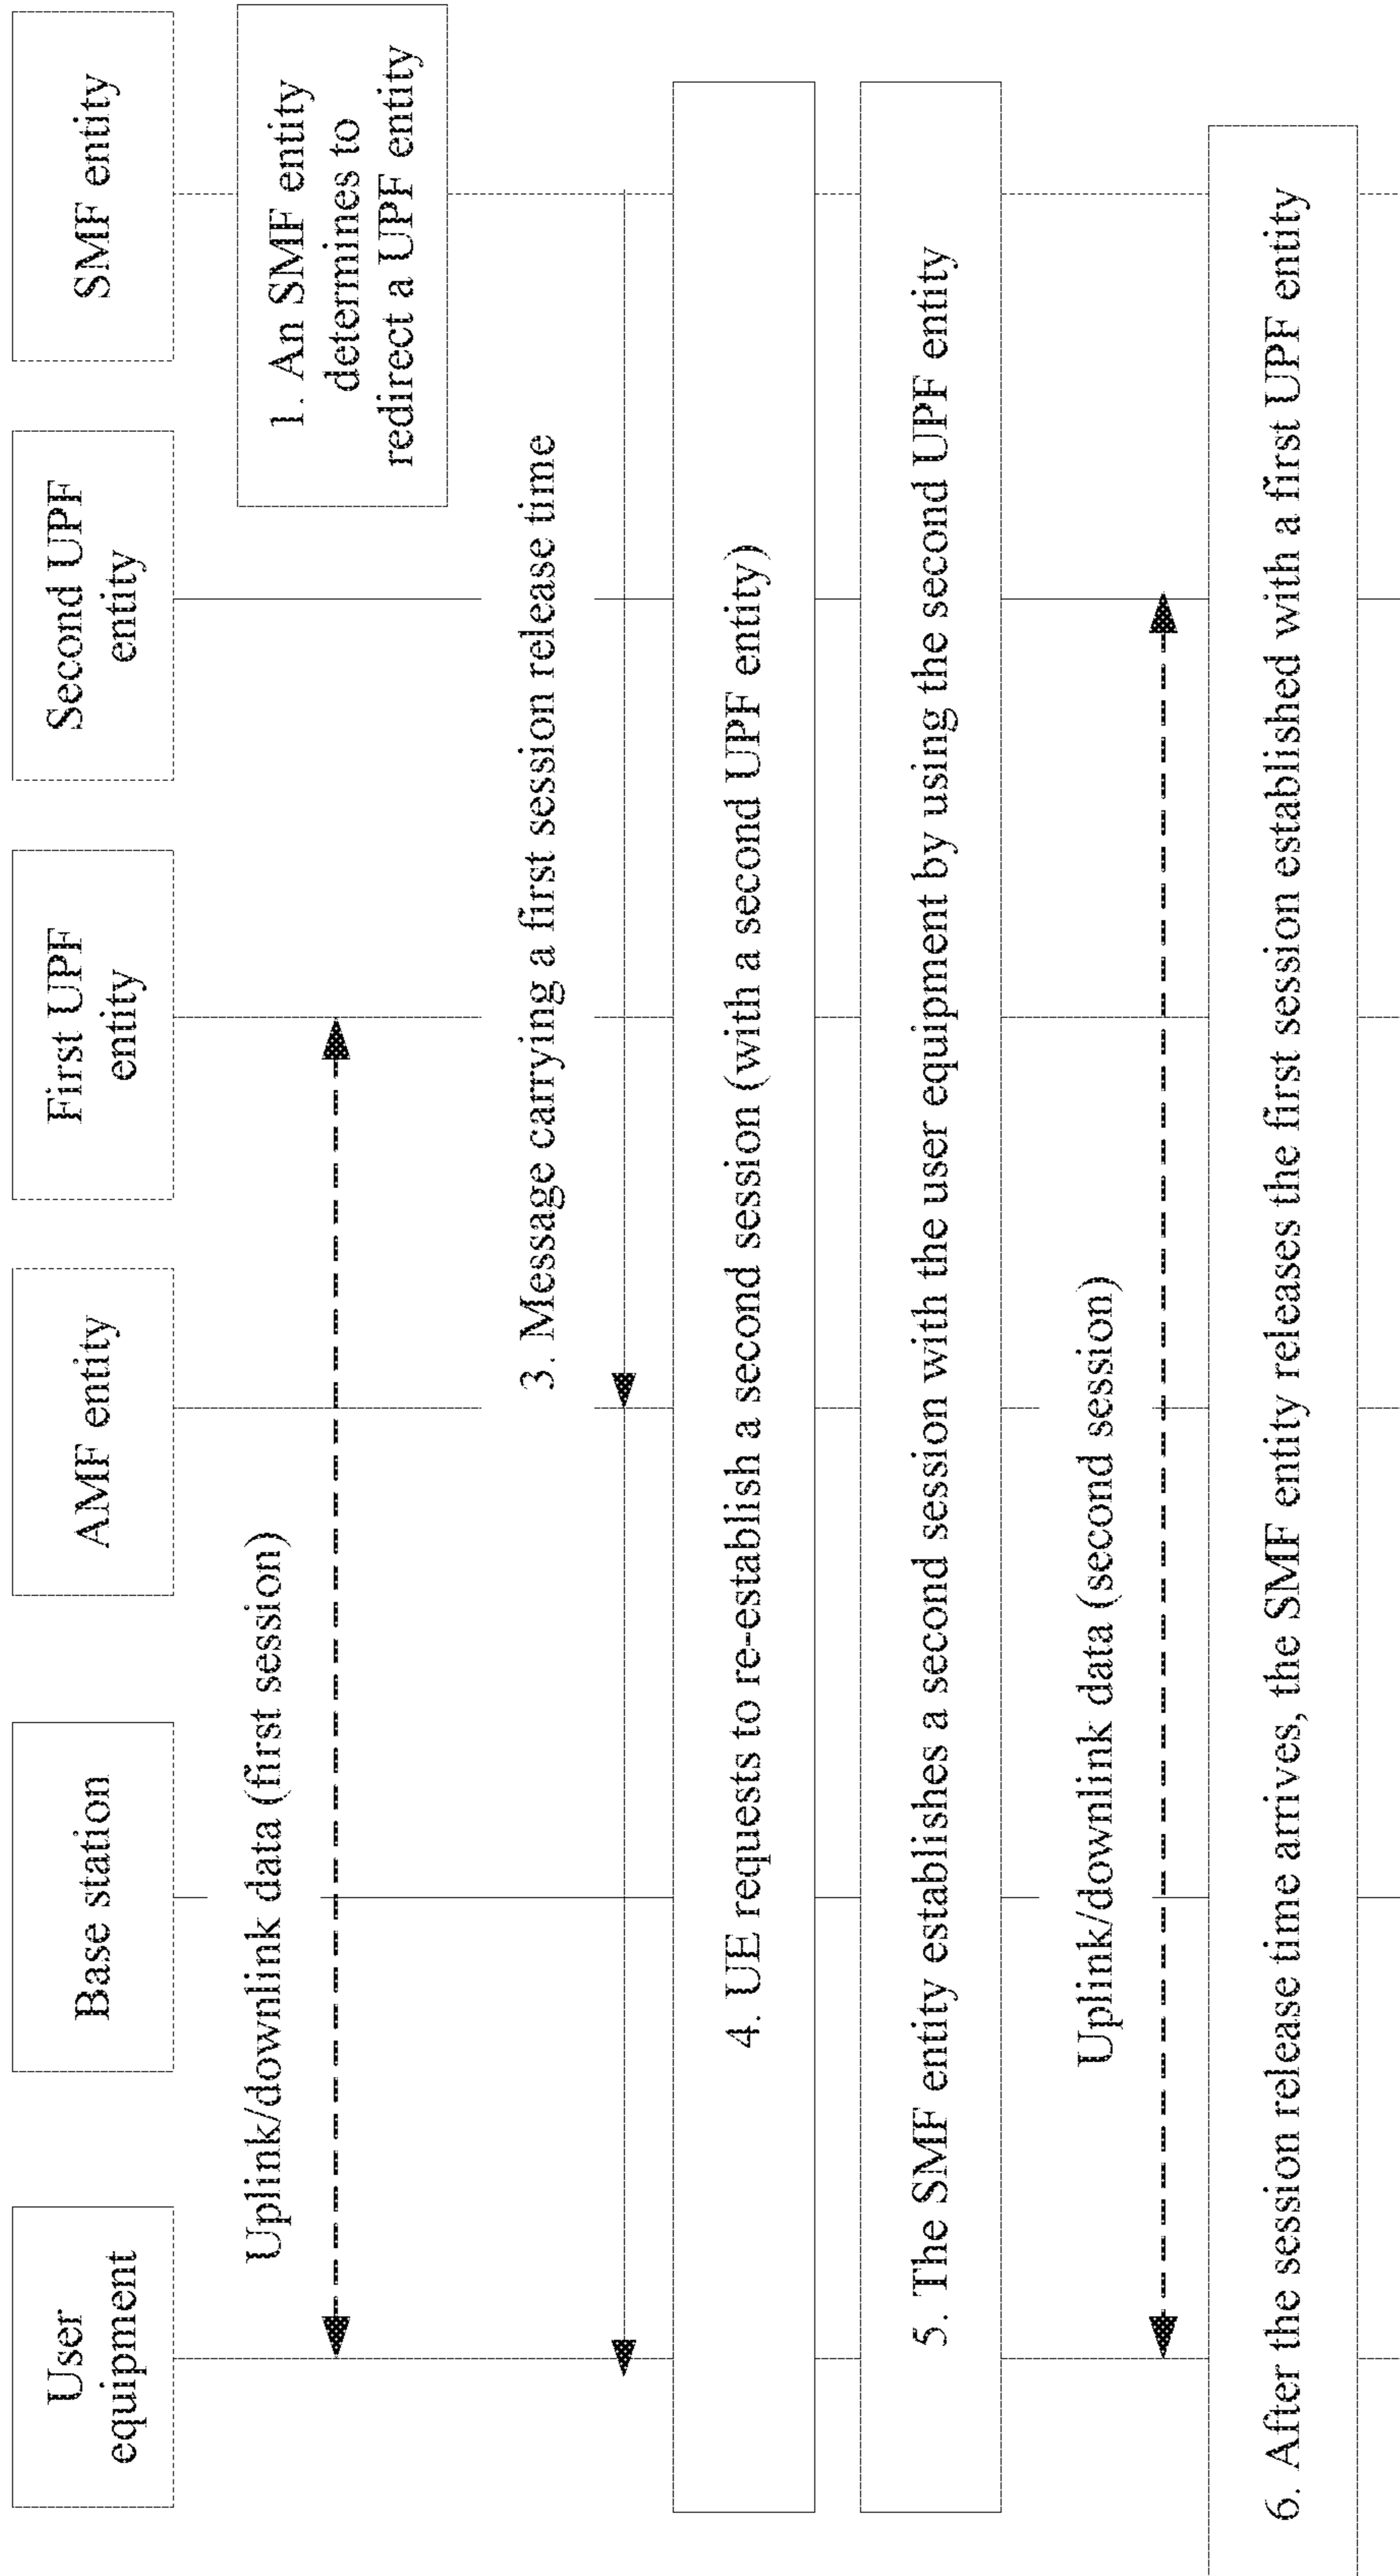 User
equipment
Base station
AMF entity
First UPF
entity
Second UPF
entity
SMF entity
Uplink/downlink data (first session)
1. An SMF entity
determines to
redirect a UPF entity
3. Message carrying a first session release time
4. UE requests to re-establish a second session (with a second UPF entity)
5. The SMF entity establishes a second session with the user equipment by using the second UPF entity
Uplink/downlink data (second session)
6. After the session release time arrives, the SMF entity releases the first session established with a first UPF entity